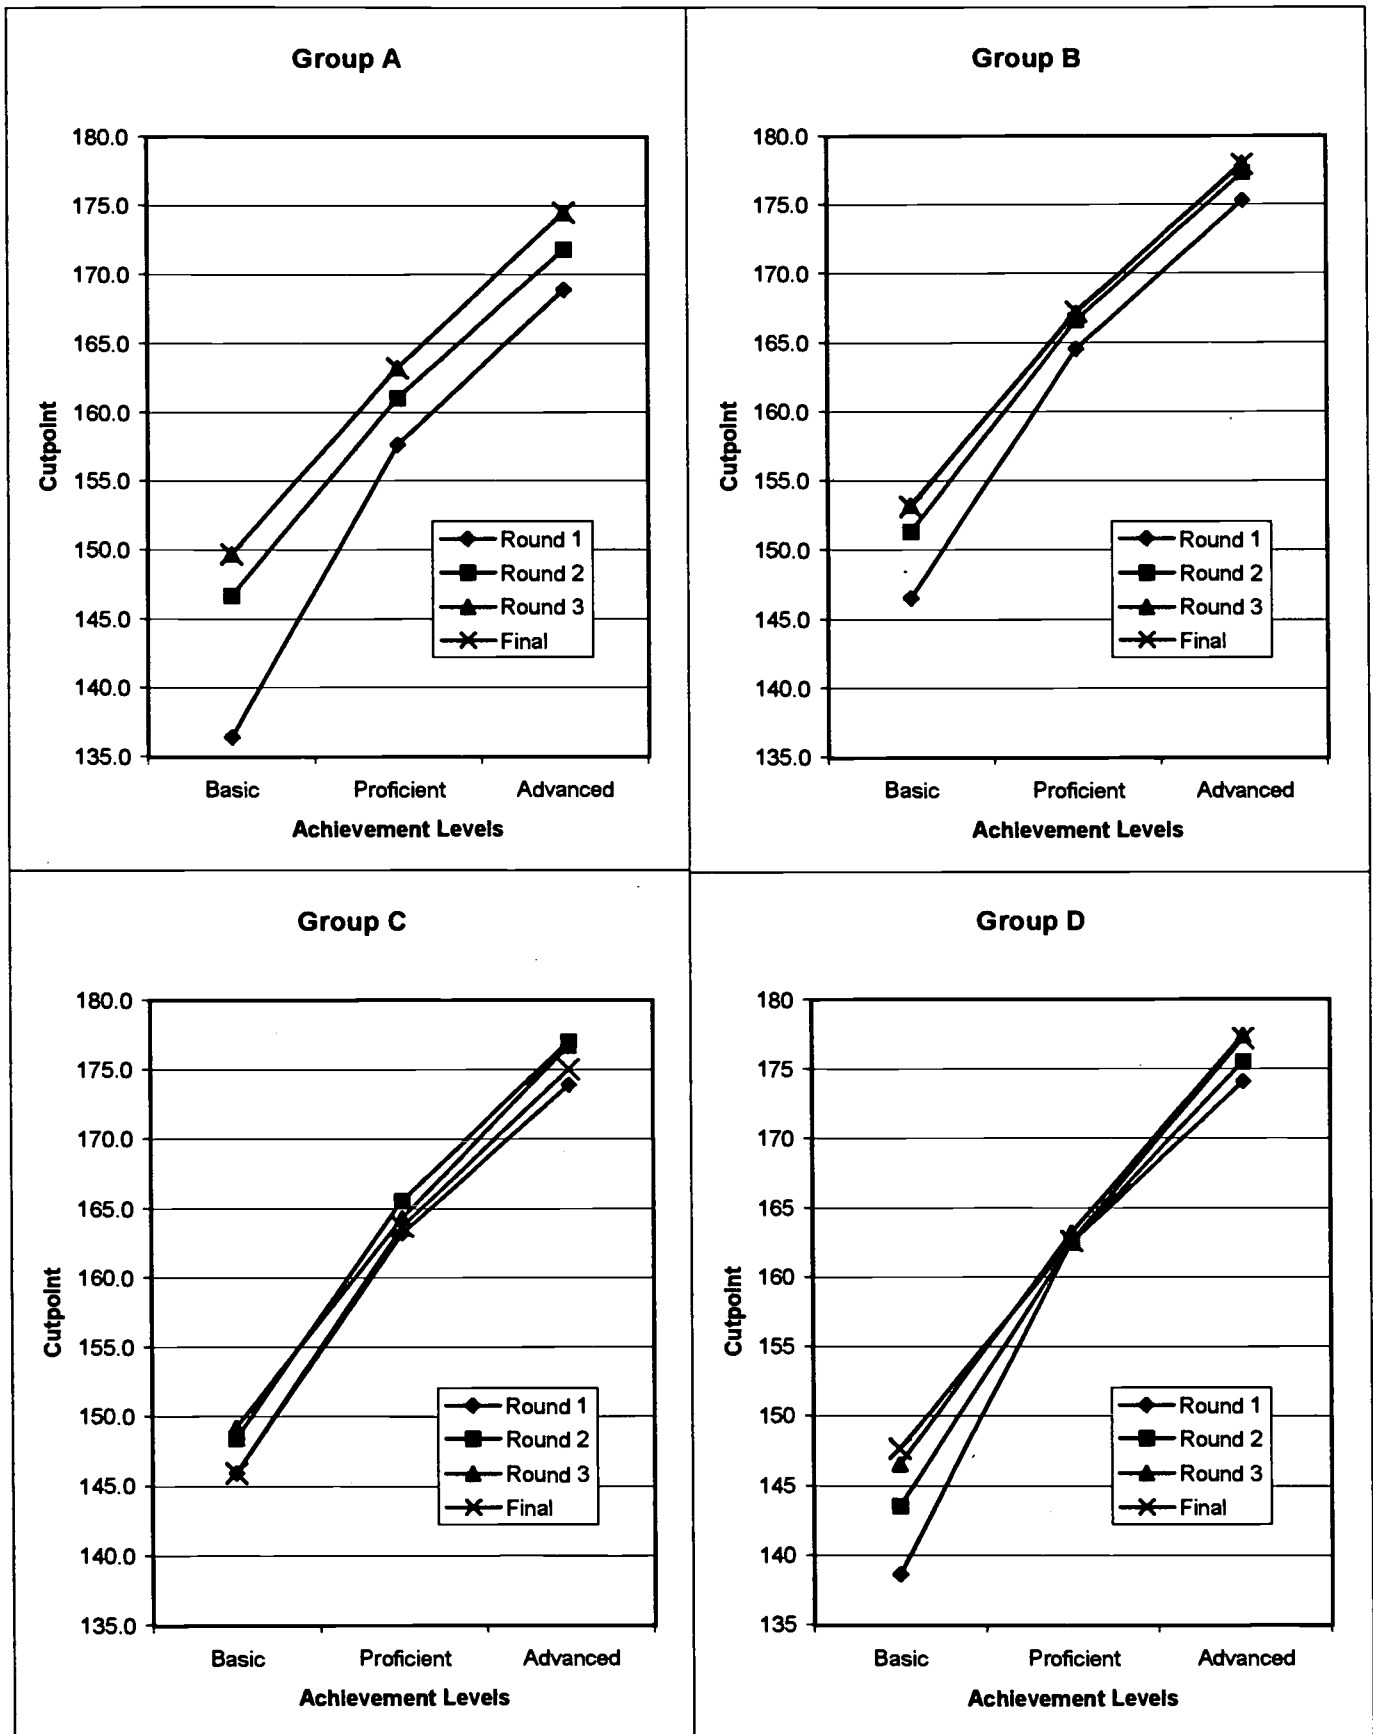 Group A
180.0
175.0
170.0
165.0
160.0
155.0
150.0
145.0
140.0
135.0
Cutpoint
Round 1
Round 2
Round 3
Final
Basic Proficient Advanced
Achievement Levels
Group B
180.0
175.0
170.0
165.0
160.0
155.0
150.0
145.0
140.0
135.0
Cutpoint
Round 1
Round 2
Round 3
Final
Basic Proficient Advanced
Achievement Levels
Group C
180.0
175.0
170.0
165.0
160.0
155.0
150.0
145.0
140.0
135.0
Cutpoint
Round 1
Round 2
Round 3
Final
Basic Proficient Advanced
Achievement Levels
Group D
180
175
170
165
160
155
150
145
140
135
Cutpoint
Round 1
Round 2
Round 3
Final
Basic Proficient Advanced
Achievement Levels